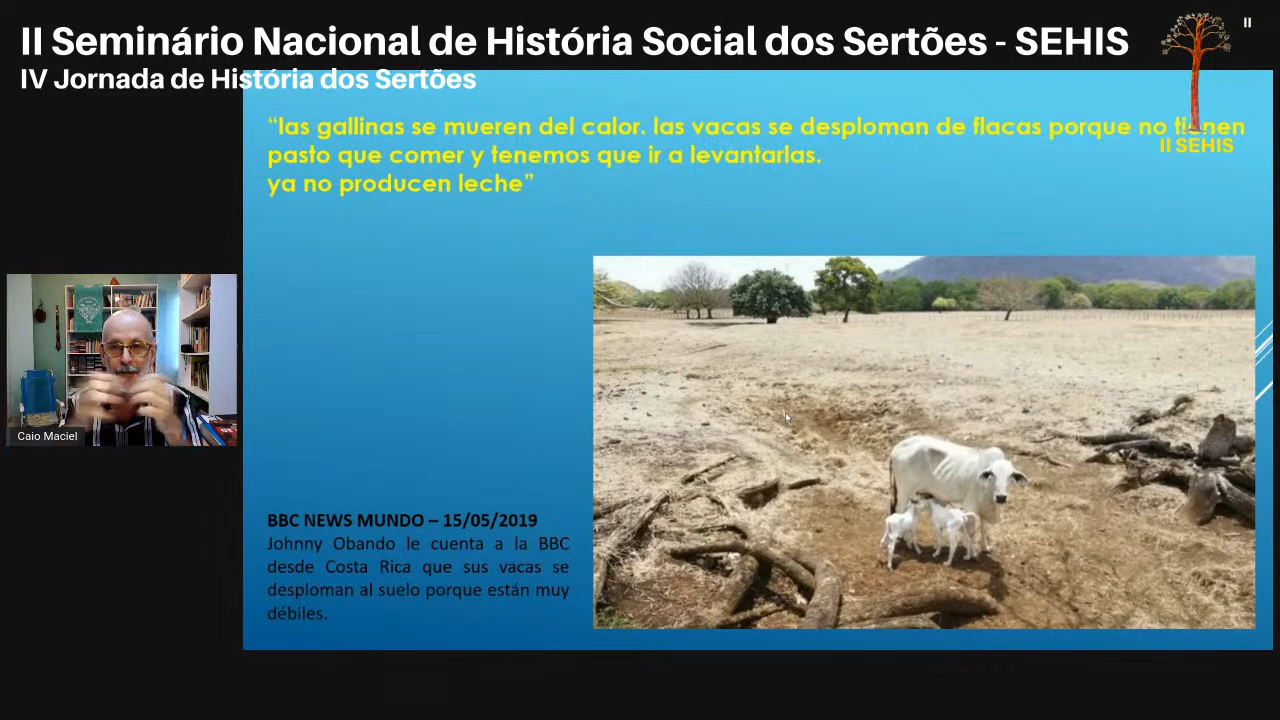 II Seminário Nacional de História Social dos Sertões - SEHIS
IV Jornada de História dos Sertões
II
II SEHIS
“las gallinas se mueren del calor. las vacas se desploman de flacas porque no tienen
pasto que comer y tenemos que ir a levantarlas.
ya no producen leche”
Caio Maciel
BBC NEWS MUNDO – 15/05/2019
Johnny Obando le cuenta a la BBC
desde Costa Rica que sus vacas se
desploman al suelo porque están muy
débiles.